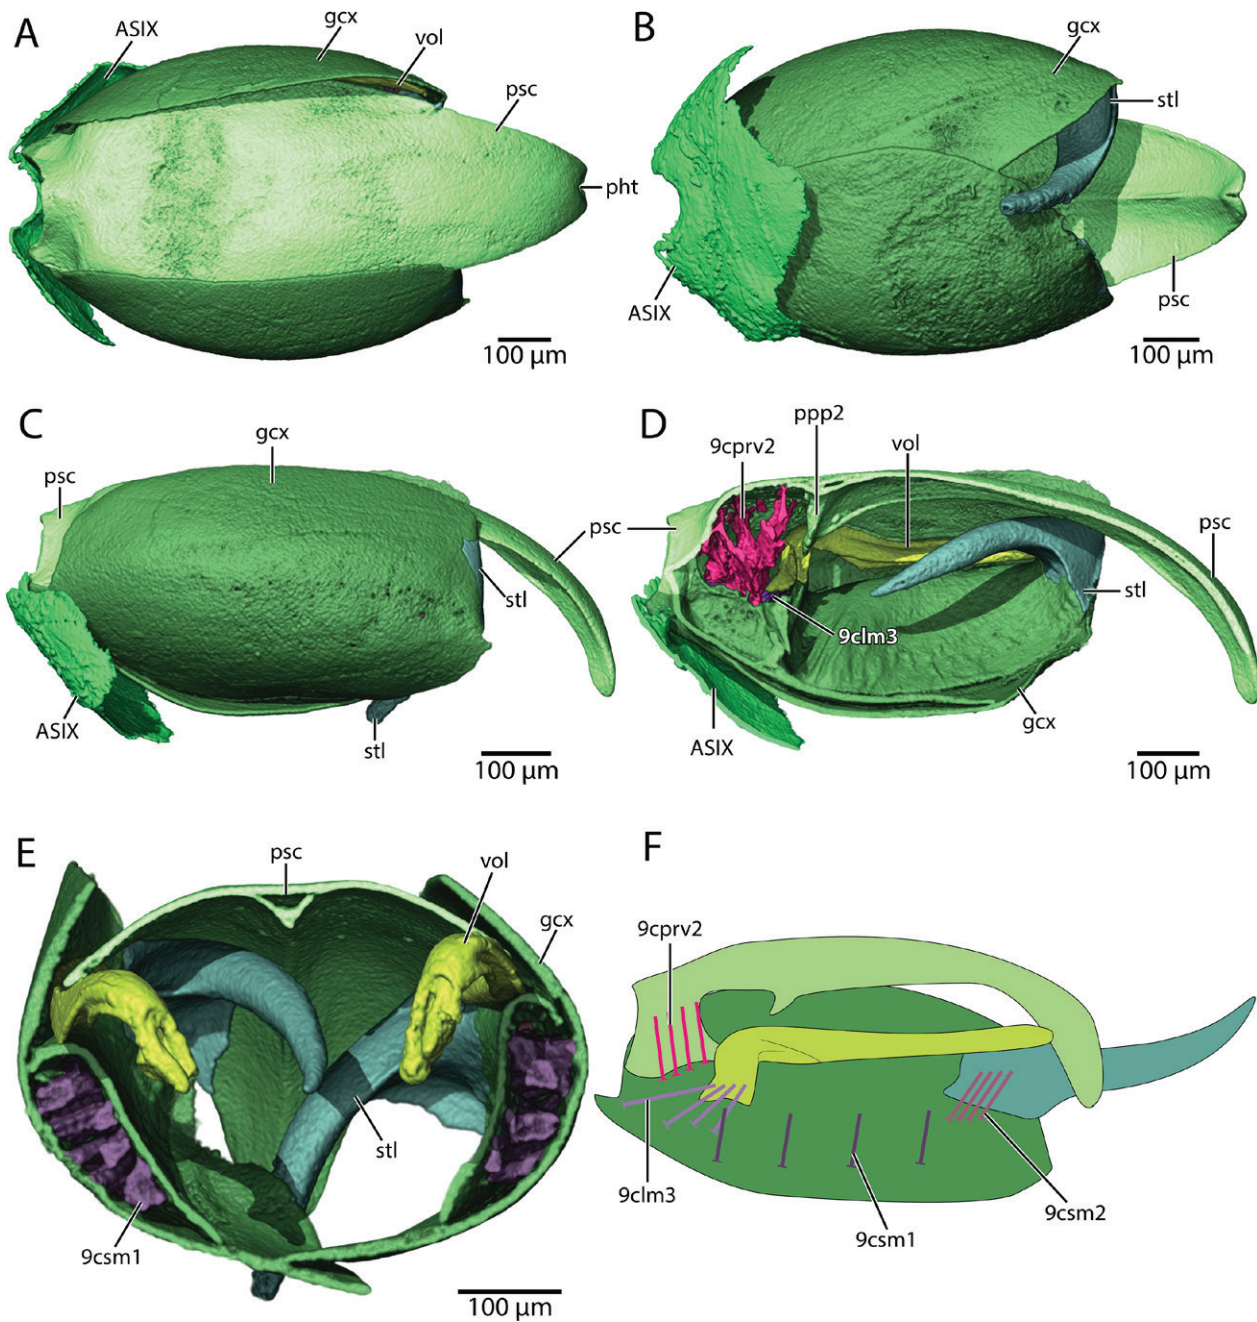 A
ASIX
gcx
vol
psc
pht
100 µm
B
gcx
stl
psc
ASIX
100 µm
C
gcx
psc
psc
stl
ASIX
stl
100 µm
D
ppp2
9cprv2
vol
psc
stl
9clm3
ASIX
gcx
100 µm
E
psc
vol
gcx
stl
9csm1
100 µm
F
9cprv2
9clm3
9csm1
9csm2